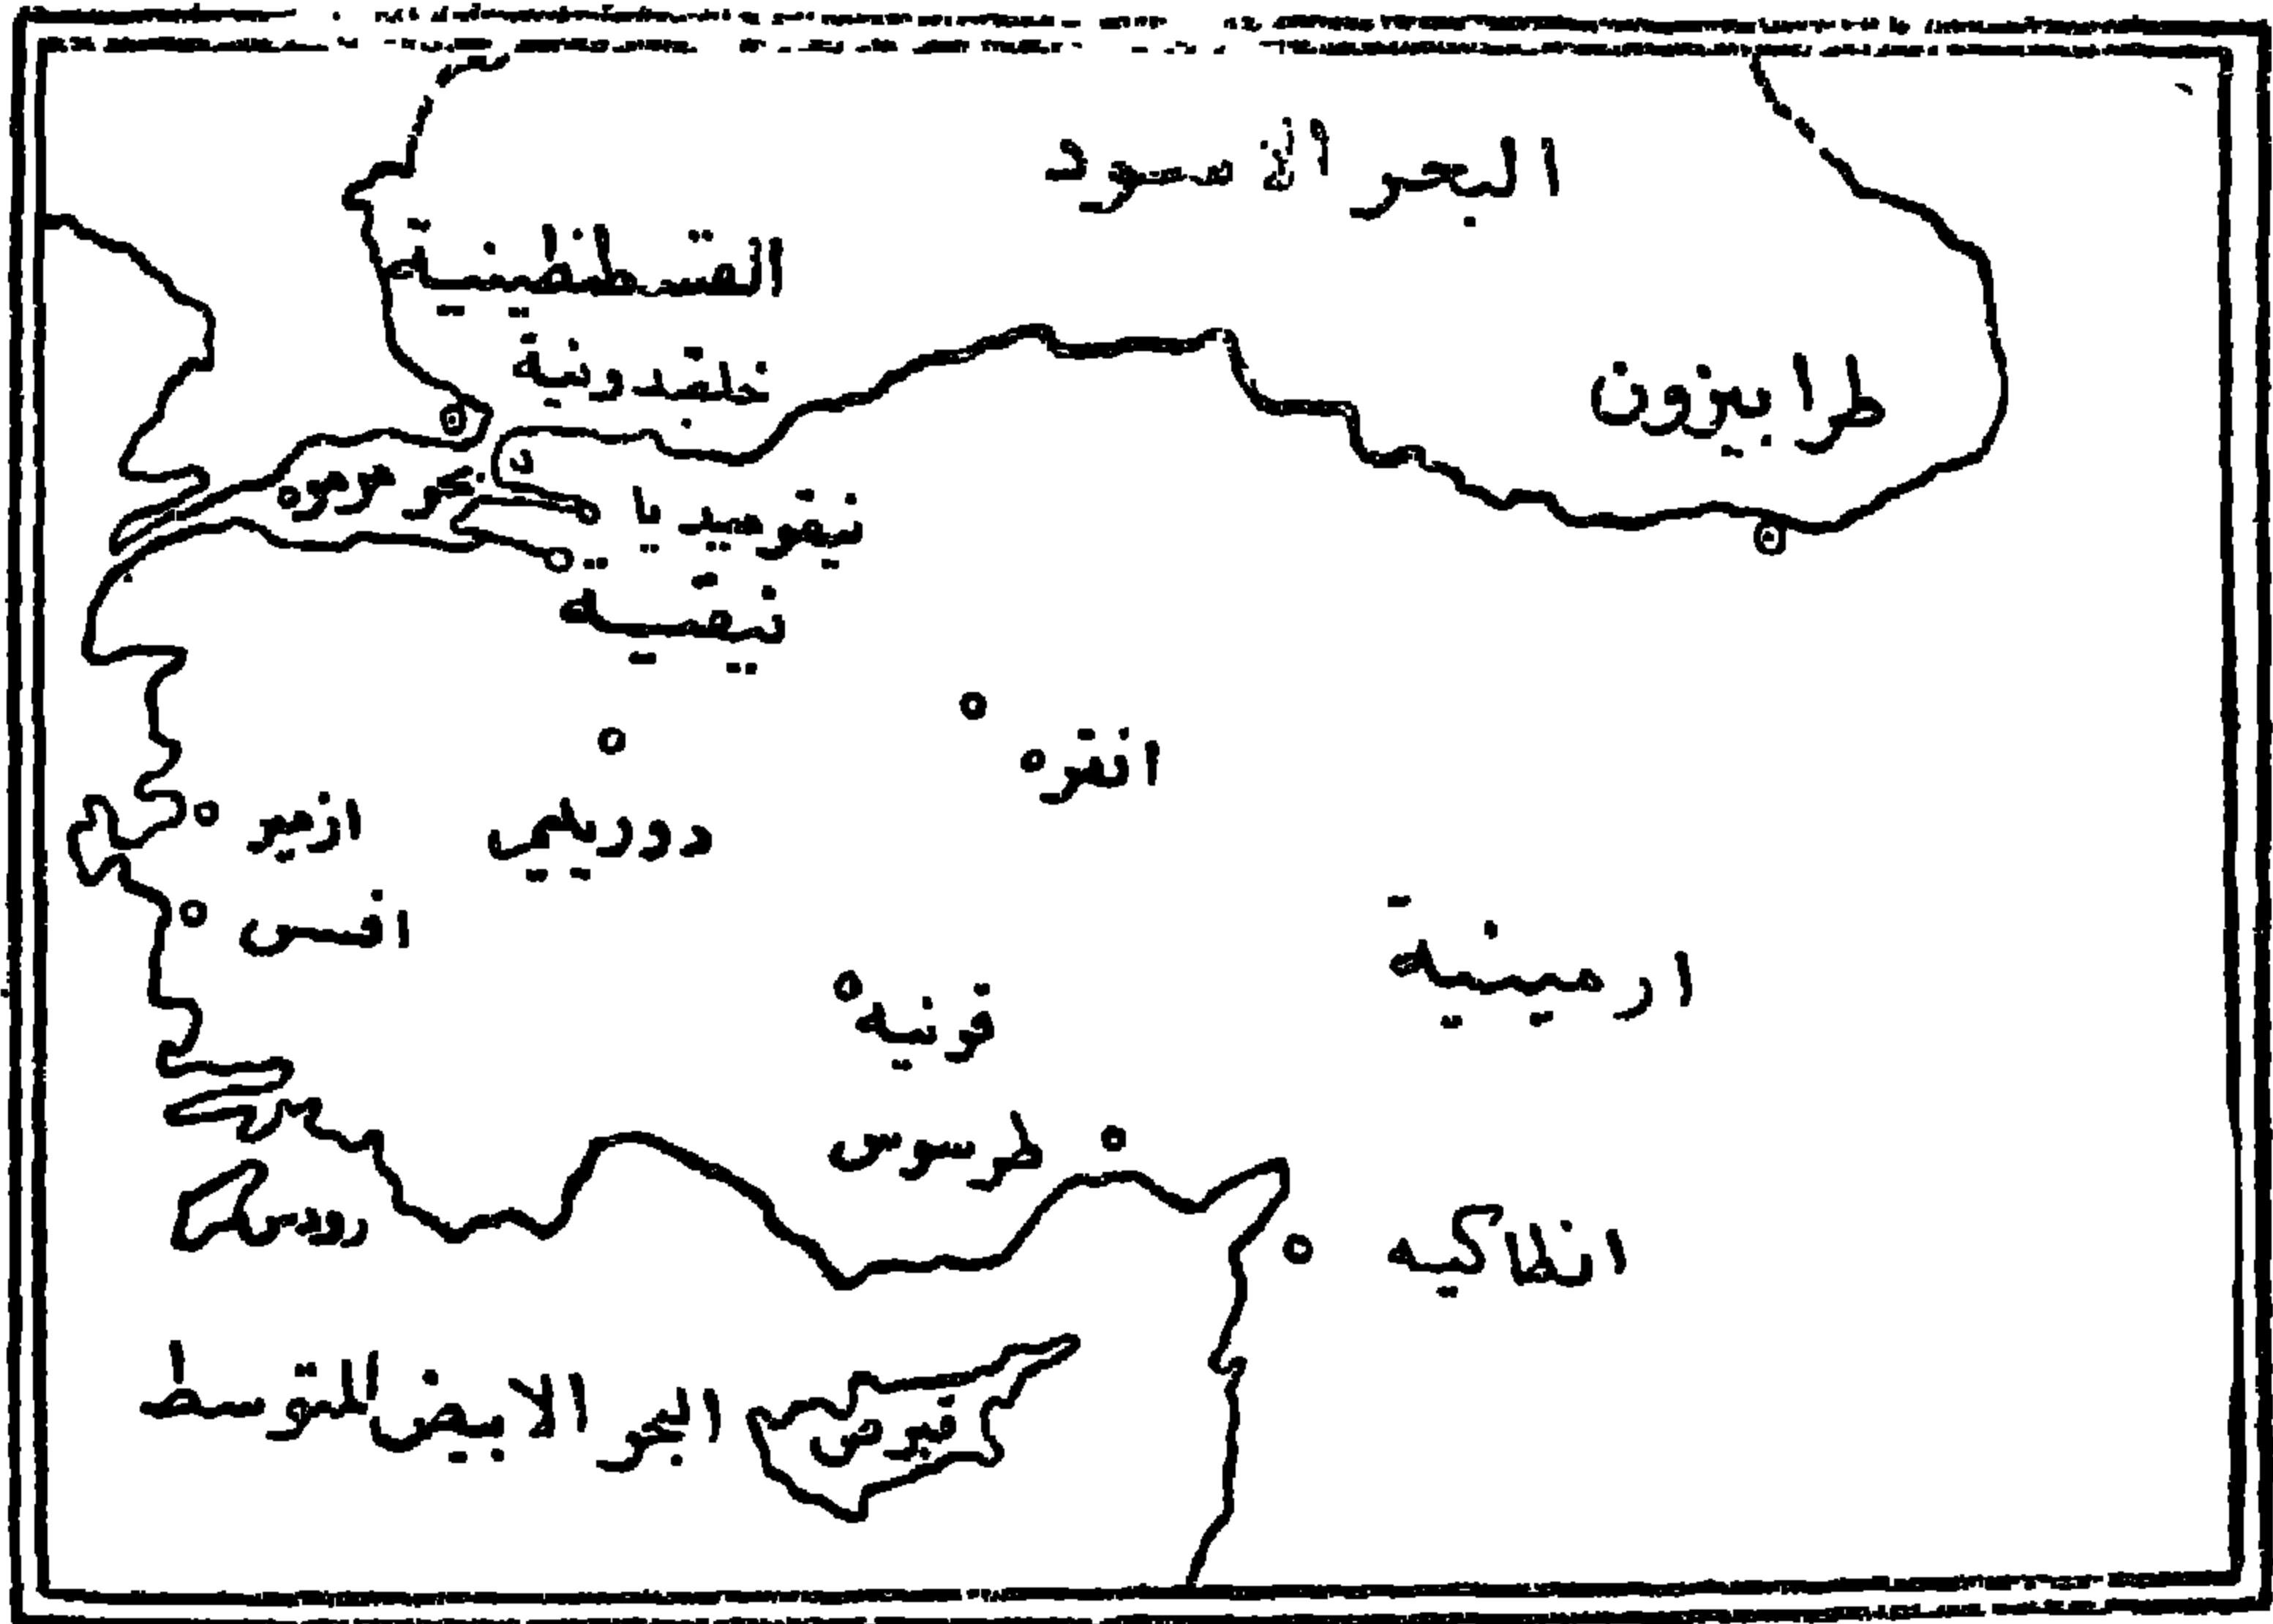 البحر الاسود
القسطنطينية
خلقدونية
طرابيزون
بحر مرمره
نيقوميديا
نيقيه
انقره
ازمير
دوريليي
افسس
ارمينية
قونيه
طرسوس
رودس
انطاكيه
قبرص
البحر الابيض المتوسط